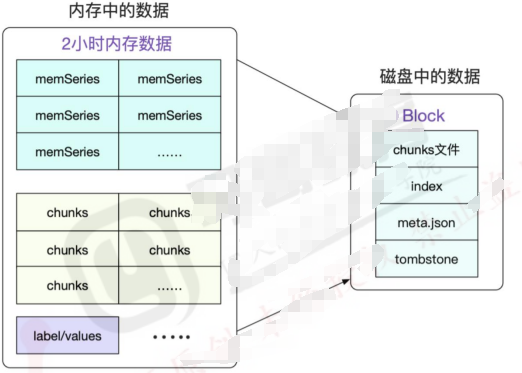 内存中的数据
2小时内存数据
memSeries memSeries
memSeries memSeries
memSeries ……
chunks chunks
chunks chunks
chunks ……
label/values ·····
磁盘中的数据
Block
chunks文件
index
meta.json
tombstone